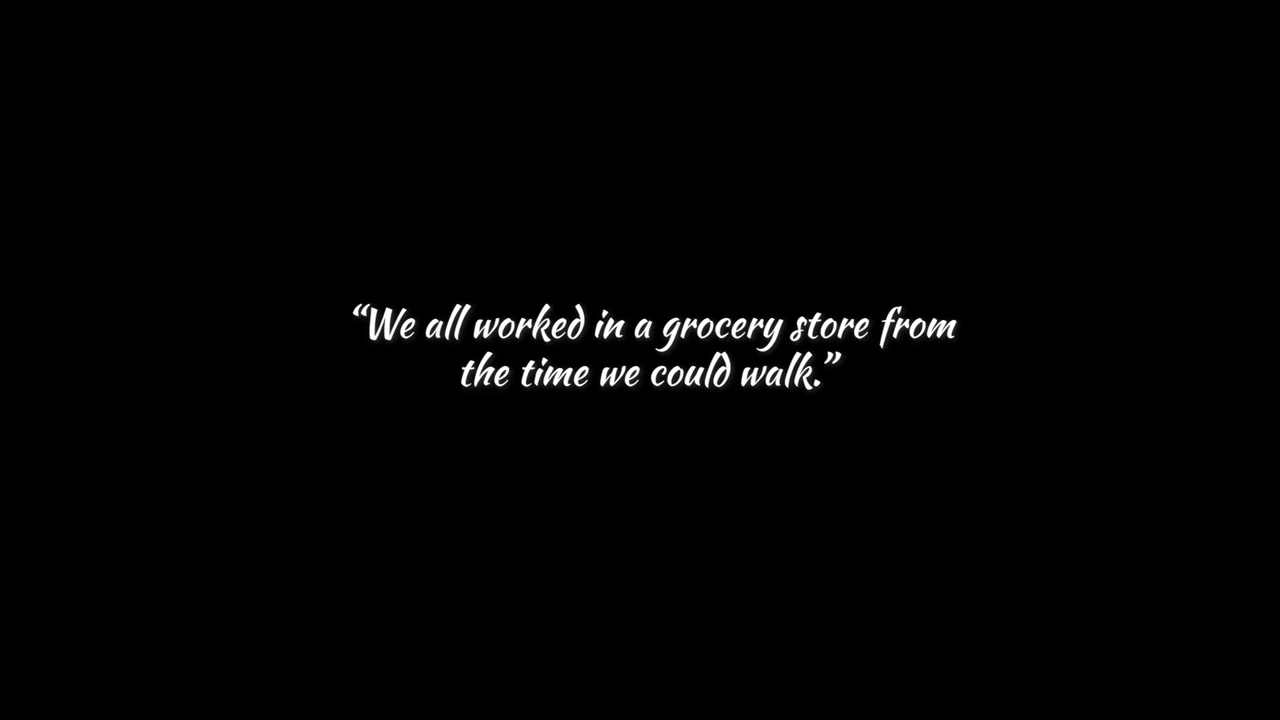 “We all worked in a grocery store from
the time we could walk.”